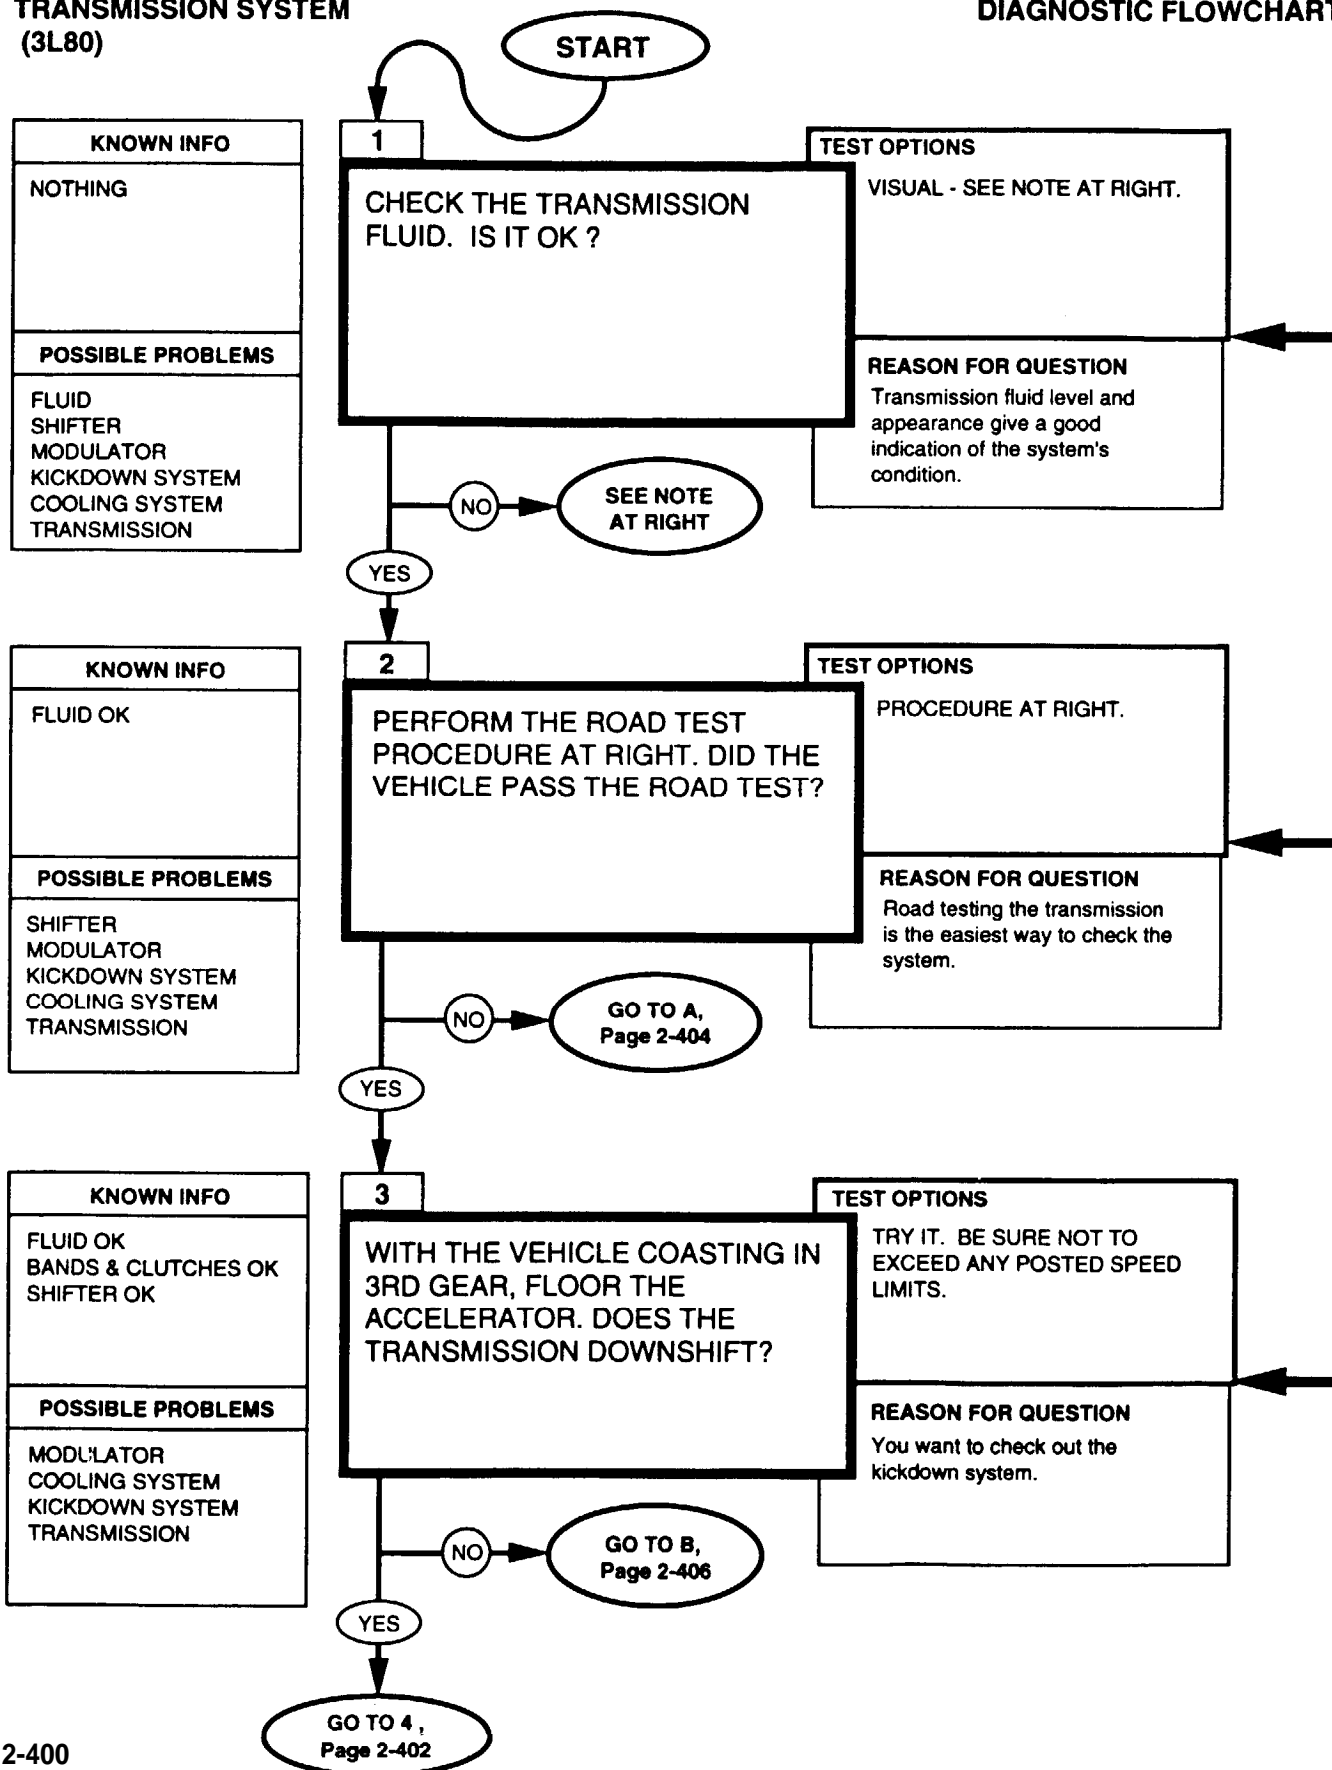 TRANSMISSION SYSTEM
(3L80)
DIAGNOSTIC FLOWCHART
START
KNOWN INFO
NOTHING
POSSIBLE PROBLEMS
FLUID
SHIFTER
MODULATOR
KICKDOWN SYSTEM
COOLING SYSTEM
TRANSMISSION
1
CHECK THE TRANSMISSION
FLUID. IS IT OK ?
TEST OPTIONS
VISUAL - SEE NOTE AT RIGHT.
REASON FOR QUESTION
Transmission fluid level and
appearance give a good
indication of the system's
condition.
NO
SEE NOTE
AT RIGHT
YES
KNOWN INFO
FLUID OK
POSSIBLE PROBLEMS
SHIFTER
MODULATOR
KICKDOWN SYSTEM
COOLING SYSTEM
TRANSMISSION
2
PERFORM THE ROAD TEST
PROCEDURE AT RIGHT. DID THE
VEHICLE PASS THE ROAD TEST?
TEST OPTIONS
PROCEDURE AT RIGHT.
REASON FOR QUESTION
Road testing the transmission
is the easiest way to check the
system.
NO
GO TO A,
Page 2-404
YES
KNOWN INFO
FLUID OK
BANDS & CLUTCHES OK
SHIFTER OK
POSSIBLE PROBLEMS
MODULATOR
COOLING SYSTEM
KICKDOWN SYSTEM
TRANSMISSION
3
WITH THE VEHICLE COASTING IN
3RD GEAR, FLOOR THE
ACCELERATOR. DOES THE
TRANSMISSION DOWNSHIFT?
TEST OPTIONS
TRY IT. BE SURE NOT TO
EXCEED ANY POSTED SPEED
LIMITS.
REASON FOR QUESTION
You want to check out the
kickdown system.
NO
GO TO B,
Page 2-406
YES
GO TO 4 ,
Page 2-402
2-400